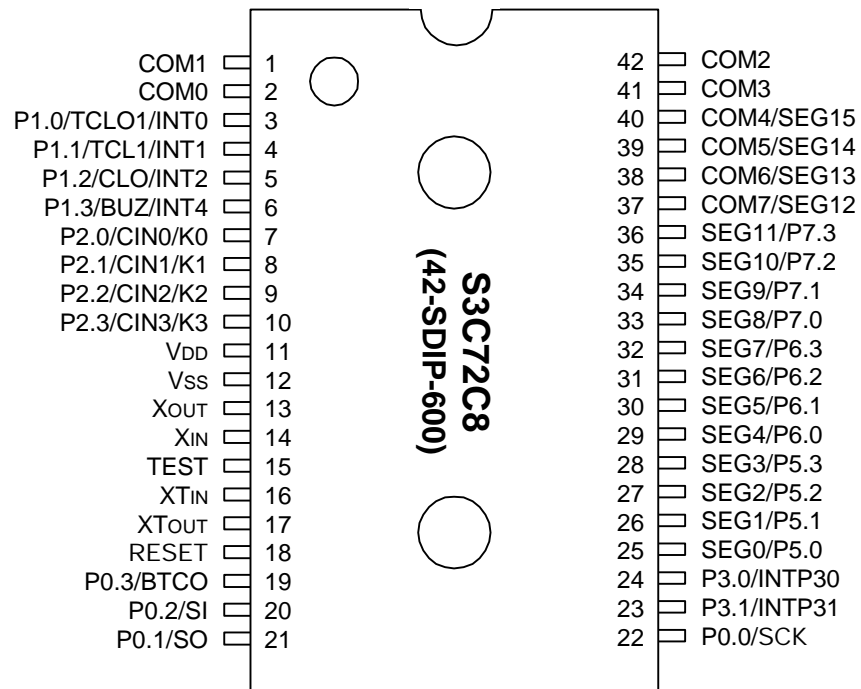 COM1 1
COM0 2
P1.0/TCLO1/INT0 3
P1.1/TCL1/INT1 4
P1.2/CLO/INT2 5
P1.3/BUZ/INT4 6
P2.0/CIN0/K0 7
P2.1/CIN1/K1 8
P2.2/CIN2/K2 9
P2.3/CIN3/K3 10
VDD 11
VSS 12
XOUT 13
XIN 14
TEST 15
XTIN 16
XTOUT 17
RESET 18
P0.3/BTCO 19
P0.2/SI 20
P0.1/SO 21
S3C72C8
(42-SDIP-600)
42 COM2
41 COM3
40 COM4/SEG15
39 COM5/SEG14
38 COM6/SEG13
37 COM7/SEG12
36 SEG11/P7.3
35 SEG10/P7.2
34 SEG9/P7.1
33 SEG8/P7.0
32 SEG7/P6.3
31 SEG6/P6.2
30 SEG5/P6.1
29 SEG4/P6.0
28 SEG3/P5.3
27 SEG2/P5.2
26 SEG1/P5.1
25 SEG0/P5.0
24 P3.0/INTP30
23 P3.1/INTP31
22 P0.0/SCK